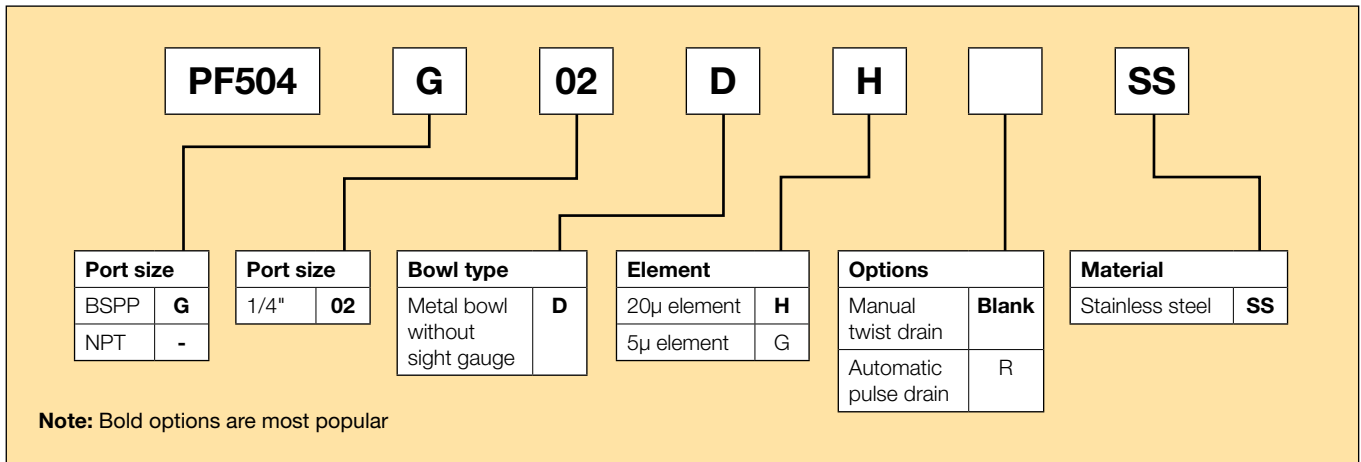 PF504 G 02 D H SS
Port size
BSPP G
NPT -
Port size
1/4" 02
Bowl type
Metal bowl D
without
sight gauge
Element
20µ element H
5µ element G
Options
Manual Blank
twist drain
Automatic R
pulse drain
Material
Stainless steel SS
Note: Bold options are most popular